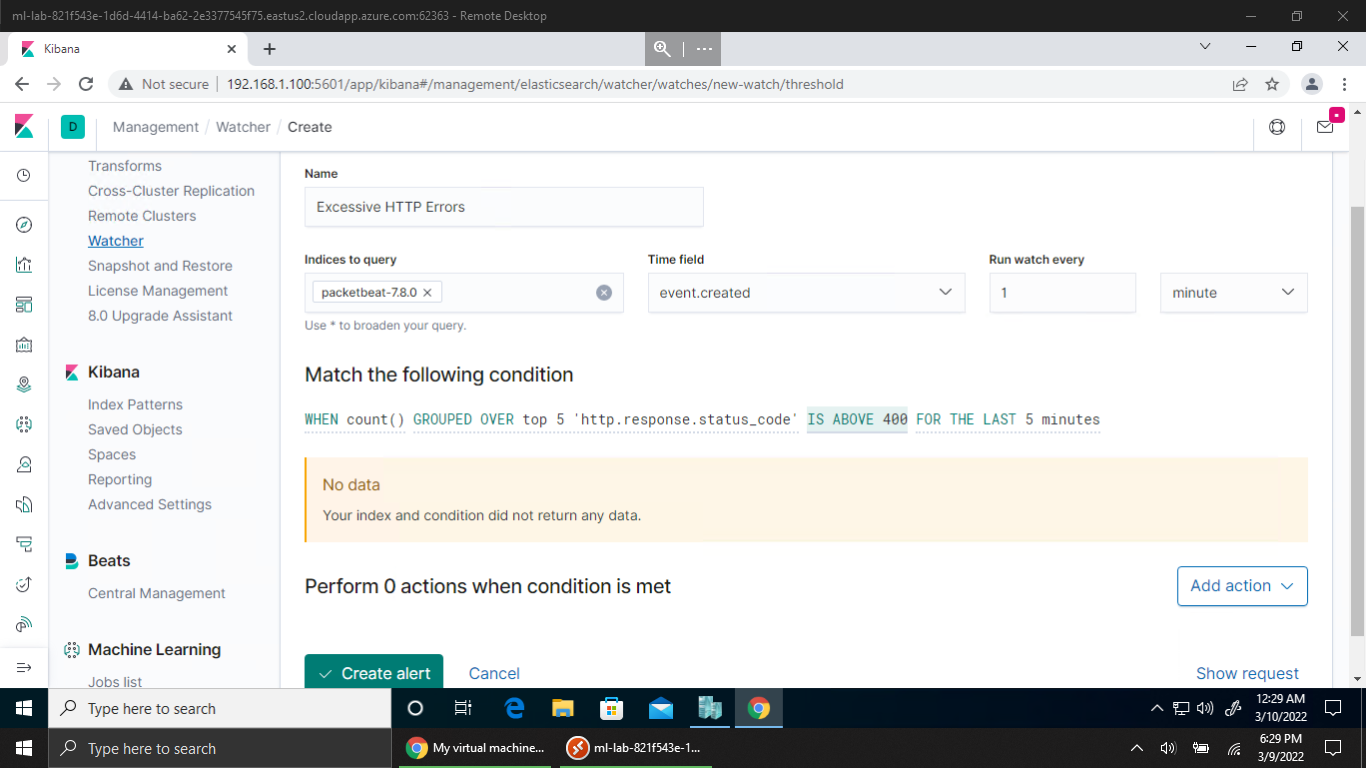 ml-lab-821f543e-1d6d-4414-ba62-2e3377545f75.eastus2.cloudapp.azure.com:62363 - Remote Desktop
Kibana
Not secure
192.168.1.100:5601/app/kibana#/management/elasticsearch/watcher/watches/new-watch/threshold
D
Management / Watcher / Create
Transforms
Cross-Cluster Replication
Remote Clusters
Watcher
Snapshot and Restore
License Management
8.0 Upgrade Assistant
Kibana
Index Patterns
Saved Objects
Spaces
Reporting
Advanced Settings
Beats
Central Management
Machine Learning
Jobs list
Name
Excessive HTTP Errors
Indices to query
Time field
Run watch every
packetbeat-7.8.0
event.created
1
minute
Use * to broaden your query.
Match the following condition
WHEN count() GROUPED OVER top 5 'http.response.status_code' IS ABOVE 400 FOR THE LAST 5 minutes
No data
Your index and condition did not return any data.
Perform 0 actions when condition is met
Add action
Create alert
Cancel
Show request
Type here to search
12:29 AM
3/10/2022
Type here to search
My virtual machine...
ml-lab-821f543e-1...
6:29 PM
3/9/2022